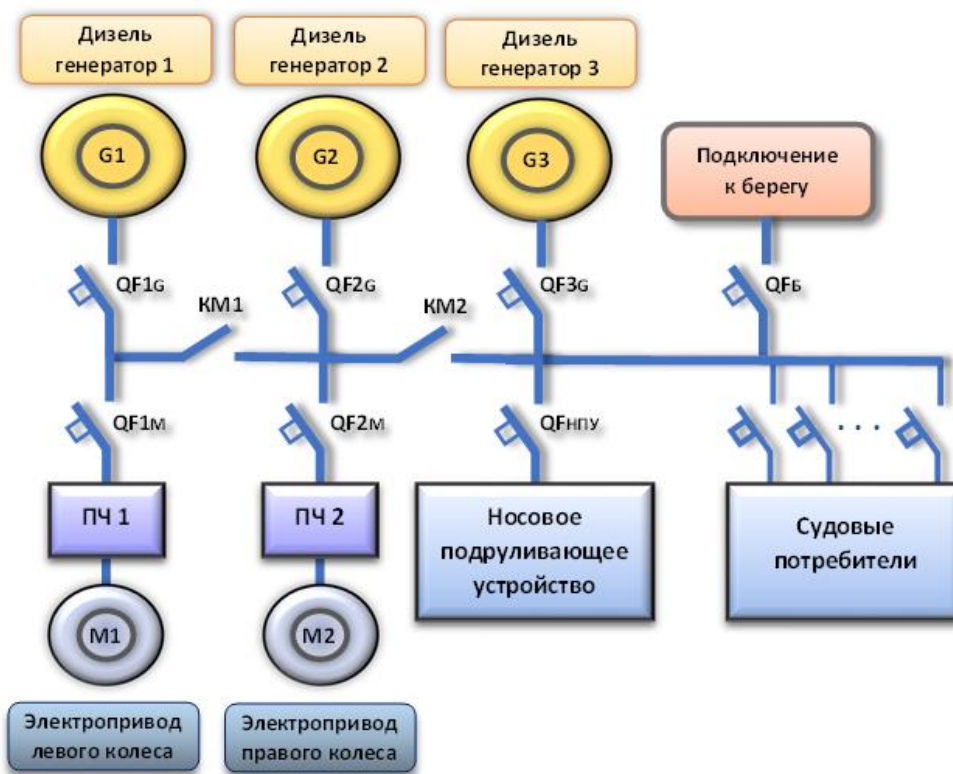 Дизель
генератор 1
Дизель
генератор 2
Дизель
генератор 3
G1
G2
G3
Подключение
к берегу
QF1G
QF2G
QF3G
QFБ
КМ1
КМ2
QF1М
QF2М
QFНПУ
ПЧ 1
ПЧ 2
Носовое
подруливающее
устройство
. . .
Судовые
потребители
М1
М2
Электропривод
левого колеса
Электропривод
правого колеса